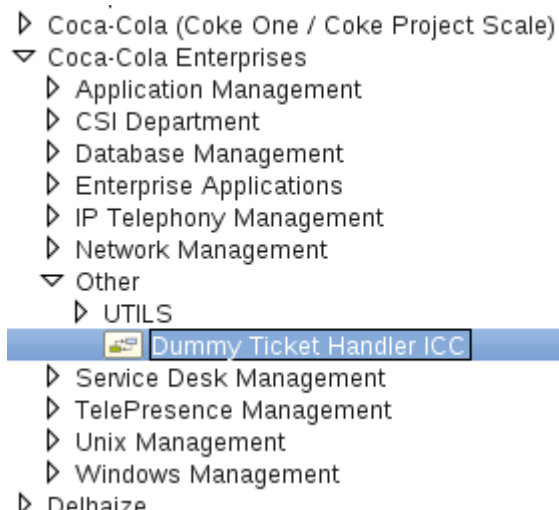 Coca-Cola (Coke One / Coke Project Scale)
Coca-Cola Enterprises
Application Management
CSI Department
Database Management
Enterprise Applications
IP Telephony Management
Network Management
Other
UTILS
Dummy Ticket Handler ICC
Service Desk Management
TelePresence Management
Unix Management
Windows Management
Delhaize